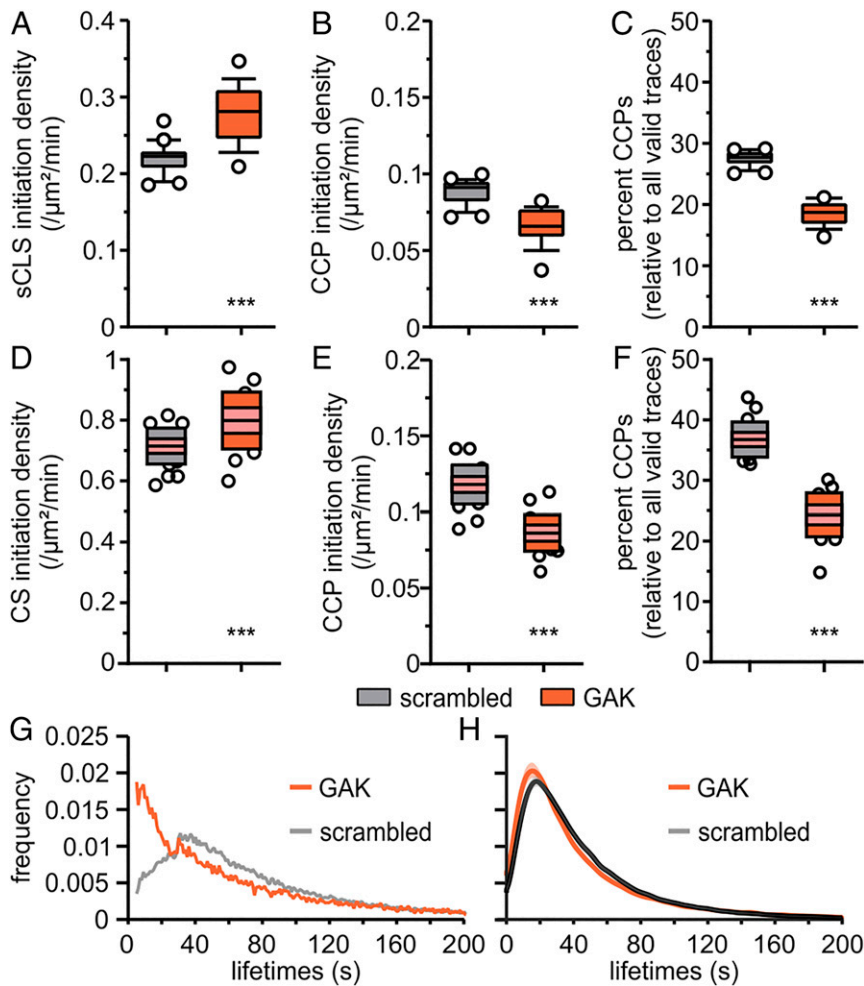 A
sCLS initiation density
(/µm²/min)
0.4
0.3
0.2
0.1
0
***
B
CCP initiation density
(/µm²/min)
0.2
0.15
0.1
0.05
0
***
C
percent CCPs
(relative to all valid traces)
50
40
30
20
10
0
***
D
CS initiation density
(/µm²/min)
1
0.8
0.6
0.4
0.2
0
***
E
CCP initiation density
(/µm²/min)
0.2
0.15
0.1
0.05
0
***
F
percent CCPs
(relative to all valid traces)
50
40
30
20
10
0
***
scrambled GAK
G
frequency
0.025
0.02
0.015
0.01
0.005
0
GAK
scrambled
0 40 80 120 160 200
lifetimes (s)
H
GAK
scrambled
0 40 80 120 160 200
lifetimes (s)